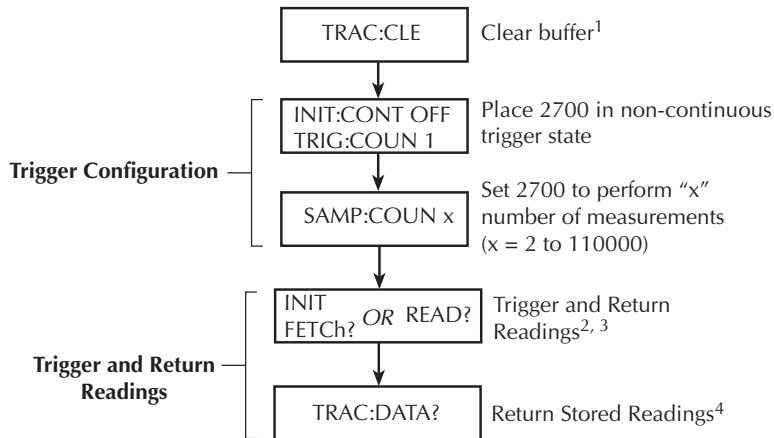 TRAC:CLE
Clear buffer1
Trigger Configuration
INIT:CONT OFF
TRIG:COUN 1
Place 2700 in non-continuous
trigger state
SAMP:COUN x
Set 2700 to perform “x”
number of measurements
(x = 2 to 110000)
Trigger and Return
Readings
INIT
FETCh?
OR
READ?
Trigger and Return
Readings2, 3
TRAC:DATA?
Return Stored Readings4